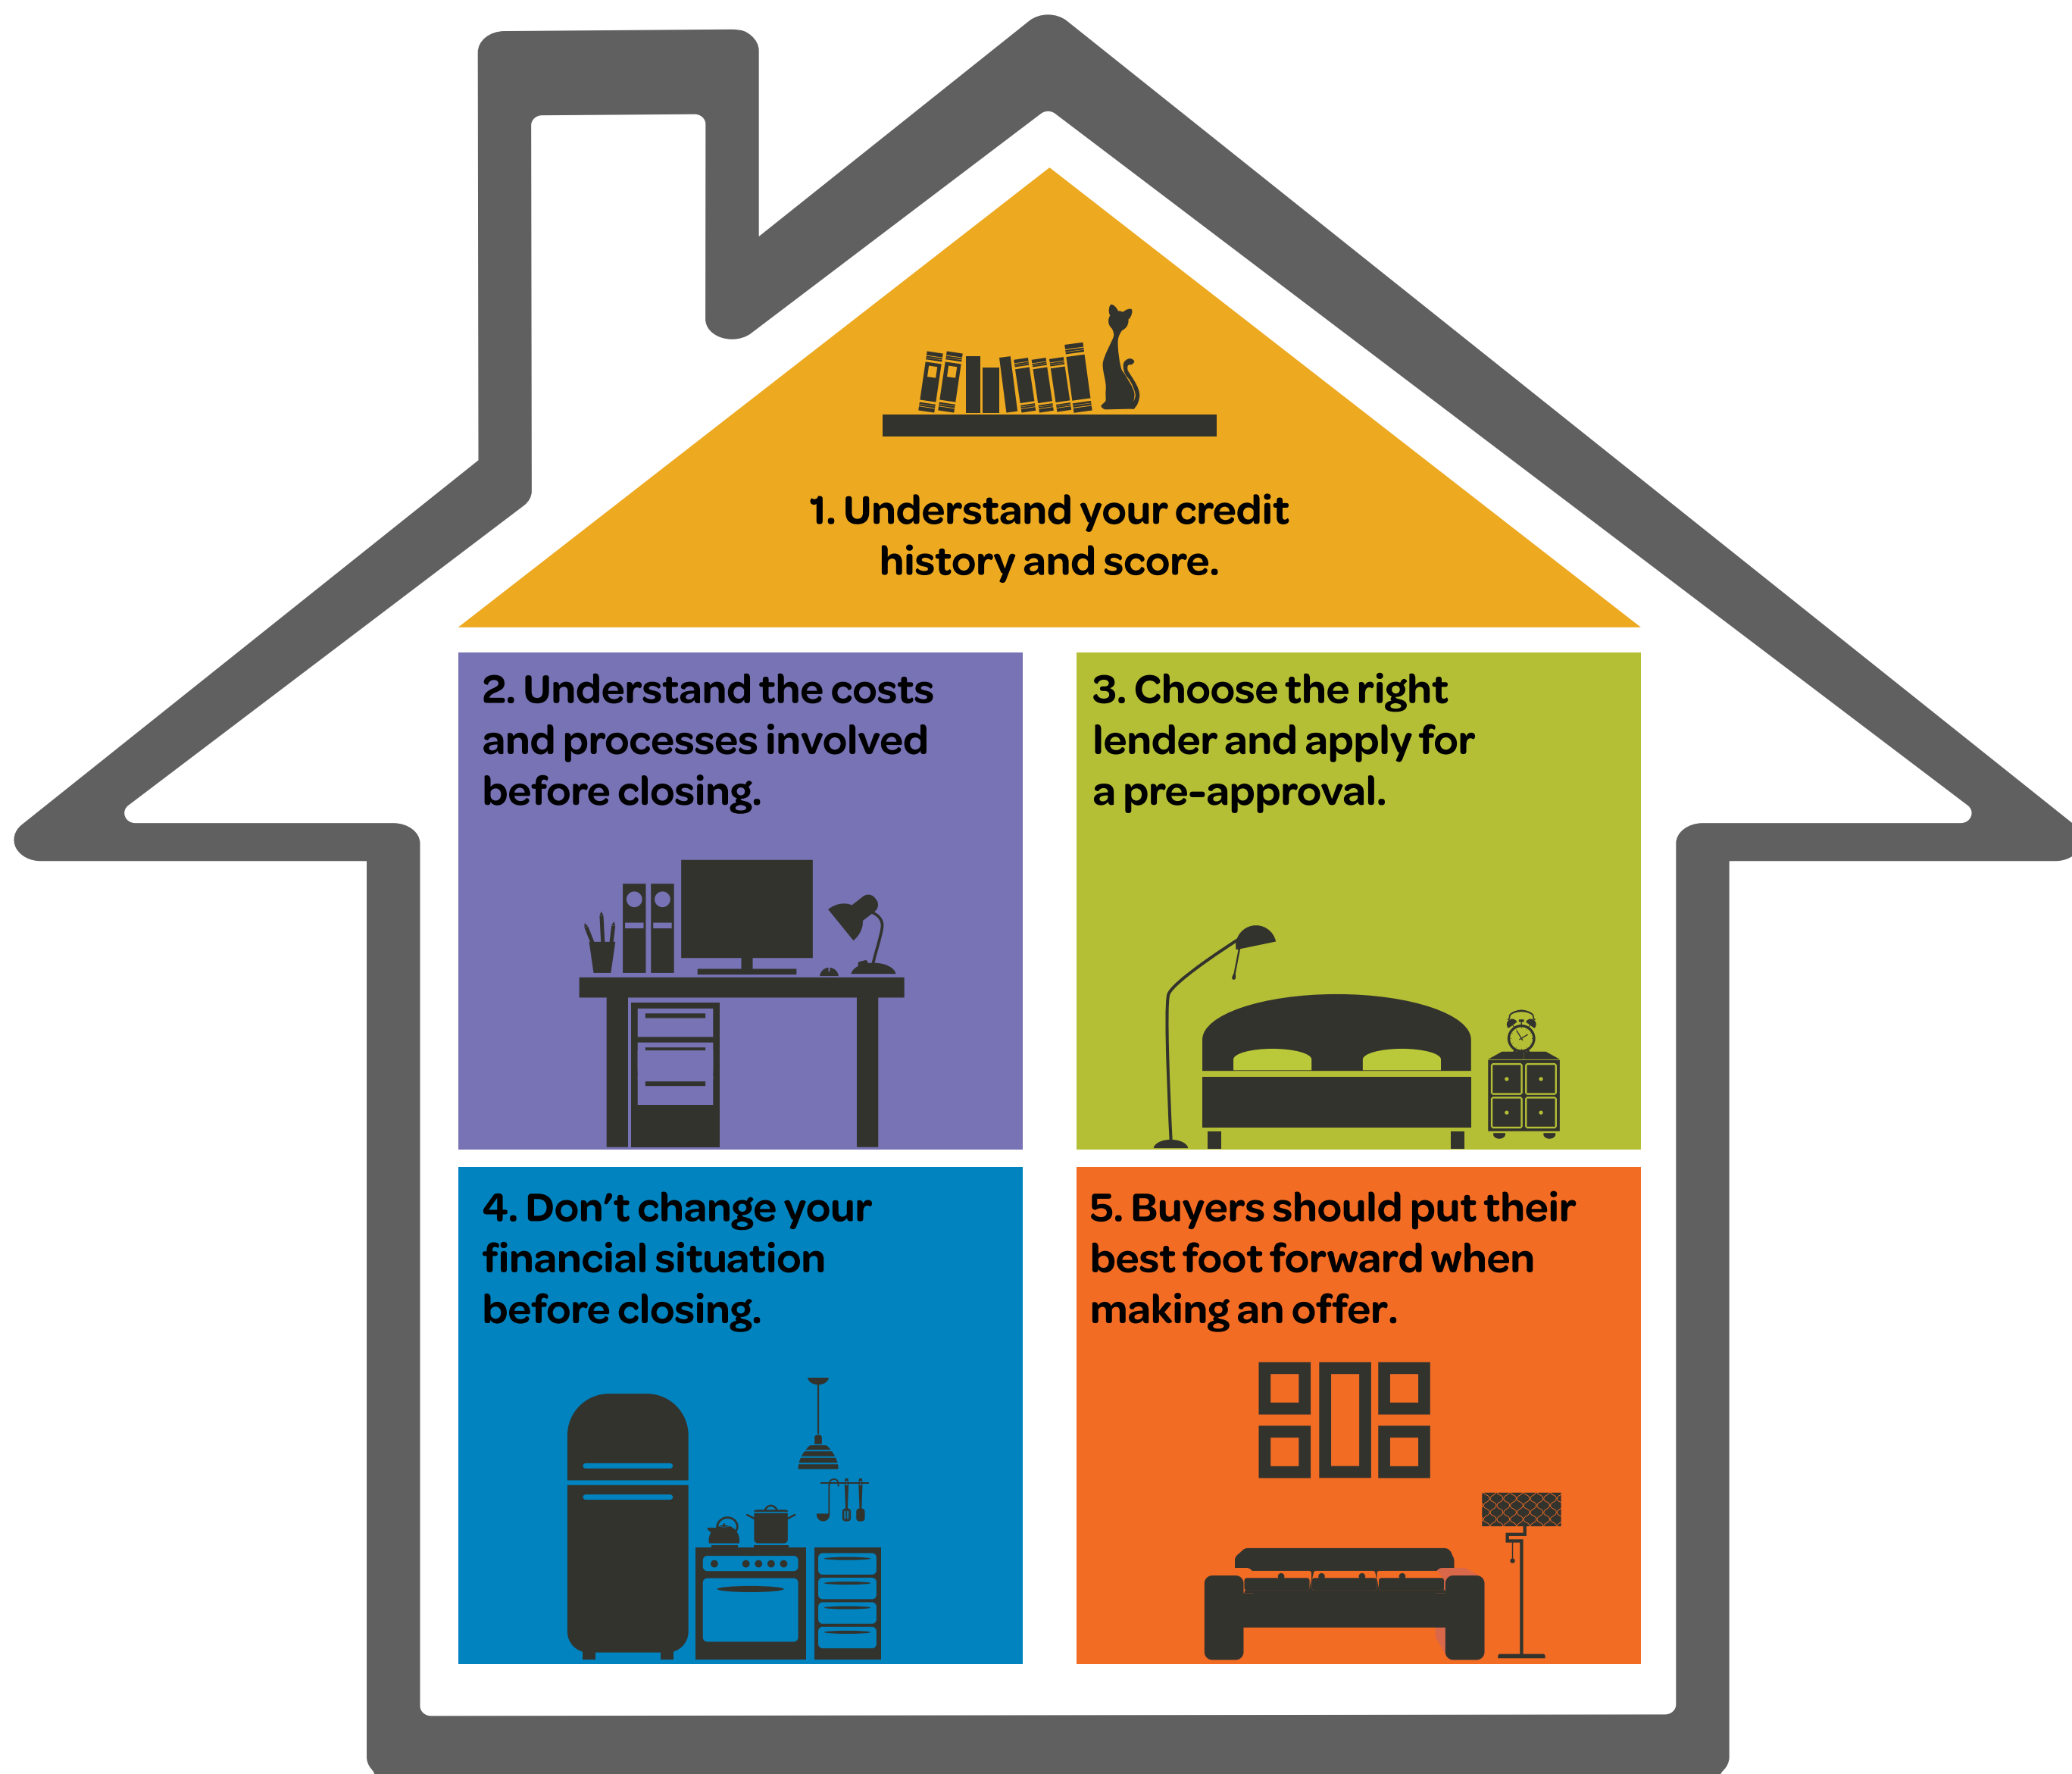 1. Understand your credit
history and score.
2. Understand the costs
and processes involved
before closing.
3. Choose the right
lender and apply for
a pre-approval.
4. Don't change your
financial situation
before closing.
5. Buyers should put their
best foot forward when
making an offer.